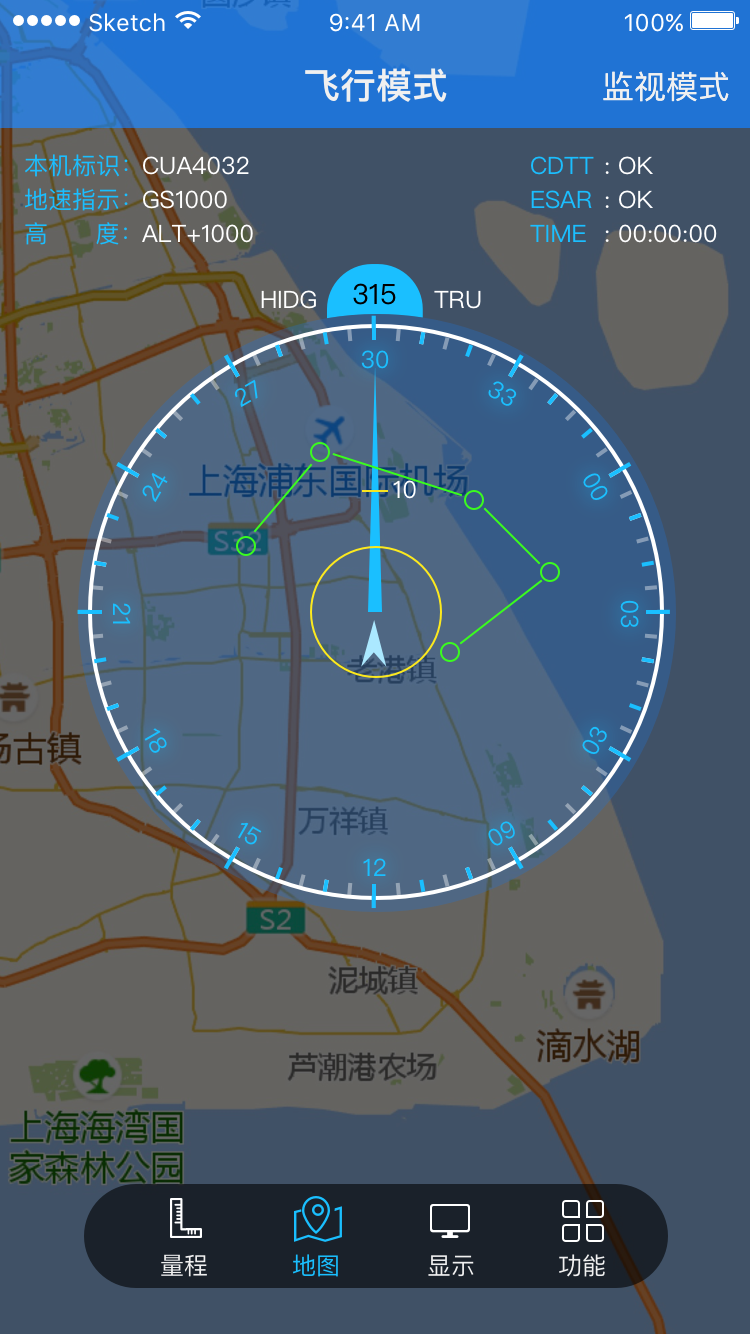 Sketch 9:41 AM 100%
飞行模式 监视模式
本机标识：CUA4032 CDTT : OK
地速指示：GS1000 ESAR : OK
高 度：ALT+1000 TIME : 00:00:00
HIDG 315 TRU
30
27 33
24 00
上海浦东国际机场
10
S32
21 03
老港镇
18 03
场古镇
万祥镇
15 09
12
S2
泥城镇
滴水湖
芦潮港农场
上海海湾国
家森林公园
量程 地图 显示 功能